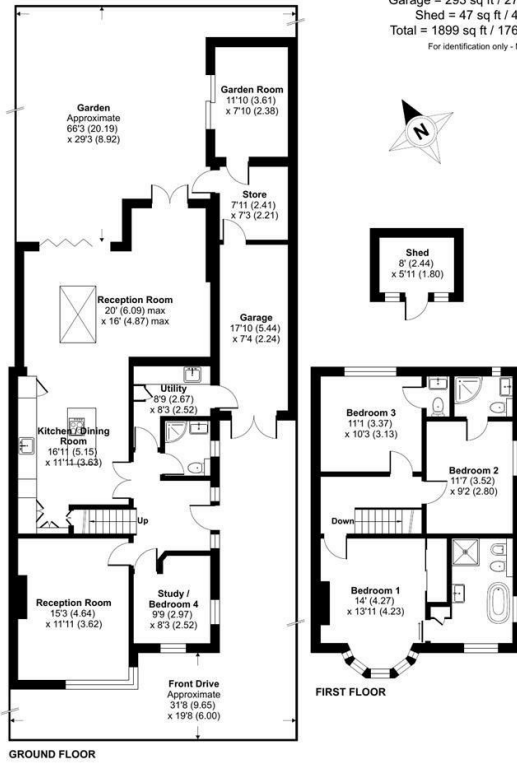 Garage = 293 sq ft / 27
Shed = 47 sq ft / 4
Total = 1899 sq ft / 176
For identification only - N
Garden
Approximate
66'3 (20.19)
x 29'3 (8.92)
Garden Room
11'10 (3.61)
x 7'10 (2.38)
N
Store
7'11 (2.41)
x 7'3 (2.21)
Shed
8' (2.44)
x 5'11 (1.80)
Reception Room
20' (6.09) max
x 16' (4.87) max
Garage
17'10 (5.44)
x 7'4 (2.24)
Utility
8'9 (2.67)
x 8'3 (2.52)
Kitchen / Dining
Room
16'11 (5.15)
x 11'11 (3.63)
Bedroom 3
11'1 (3.37)
x 10'3 (3.13)
Bedroom 2
11'7 (3.52)
x 9'2 (2.80)
Up
Down
Reception Room
15'3 (4.64)
x 11'11 (3.62)
Study /
Bedroom 4
9'9 (2.97)
x 8'3 (2.52)
Bedroom 1
14' (4.27)
x 13'11 (4.23)
Front Drive
Approximate
31'8 (9.65)
x 19'8 (6.00)
FIRST FLOOR
GROUND FLOOR